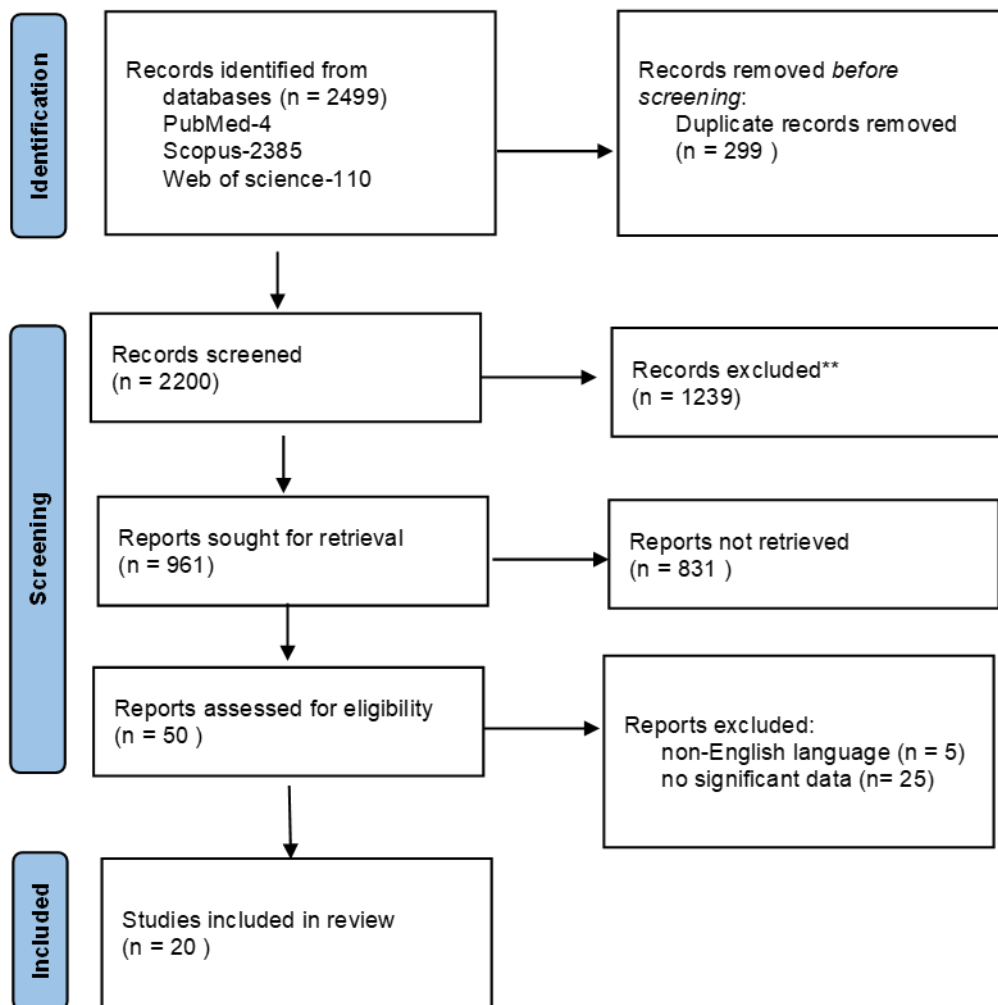 Identification
Records identified from
databases (n = 2499)
PubMed-4
Scopus-2385
Web of science-110
Records removed before
screening:
Duplicate records removed
(n = 299 )
Screening
Records screened
(n = 2200)
Records excluded**
(n = 1239)
Reports sought for retrieval
(n = 961)
Reports not retrieved
(n = 831 )
Reports assessed for eligibility
(n = 50 )
Reports excluded:
non-English language (n = 5)
no significant data (n= 25)
Included
Studies included in review
(n = 20 )